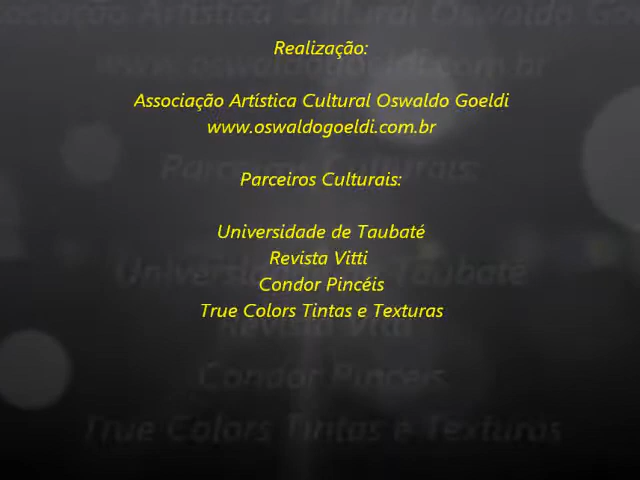 Realização:
Associação Artística Cultural Oswaldo Goeldi
www.oswaldogoeldi.com.br
Parceiros Culturais:
Universidade de Taubaté
Revista Vitti
Condor Pincéis
True Colors Tintas e Texturas